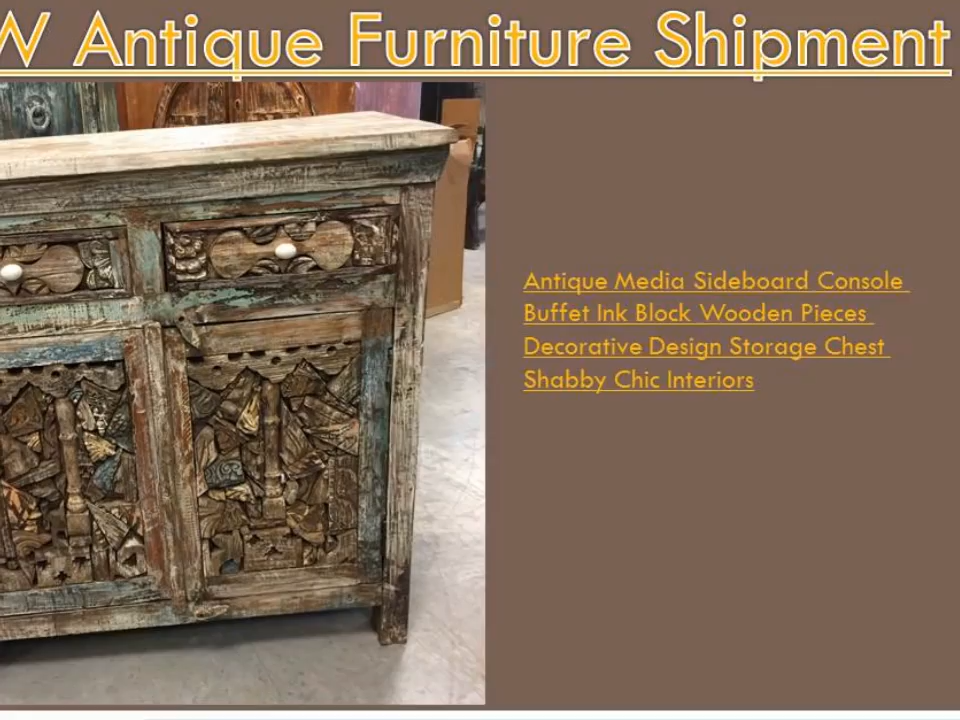 W Antique Furniture Shipment
Antique Media Sideboard Console
Buffet Ink Block Wooden Pieces
Decorative Design Storage Chest
Shabby Chic Interiors